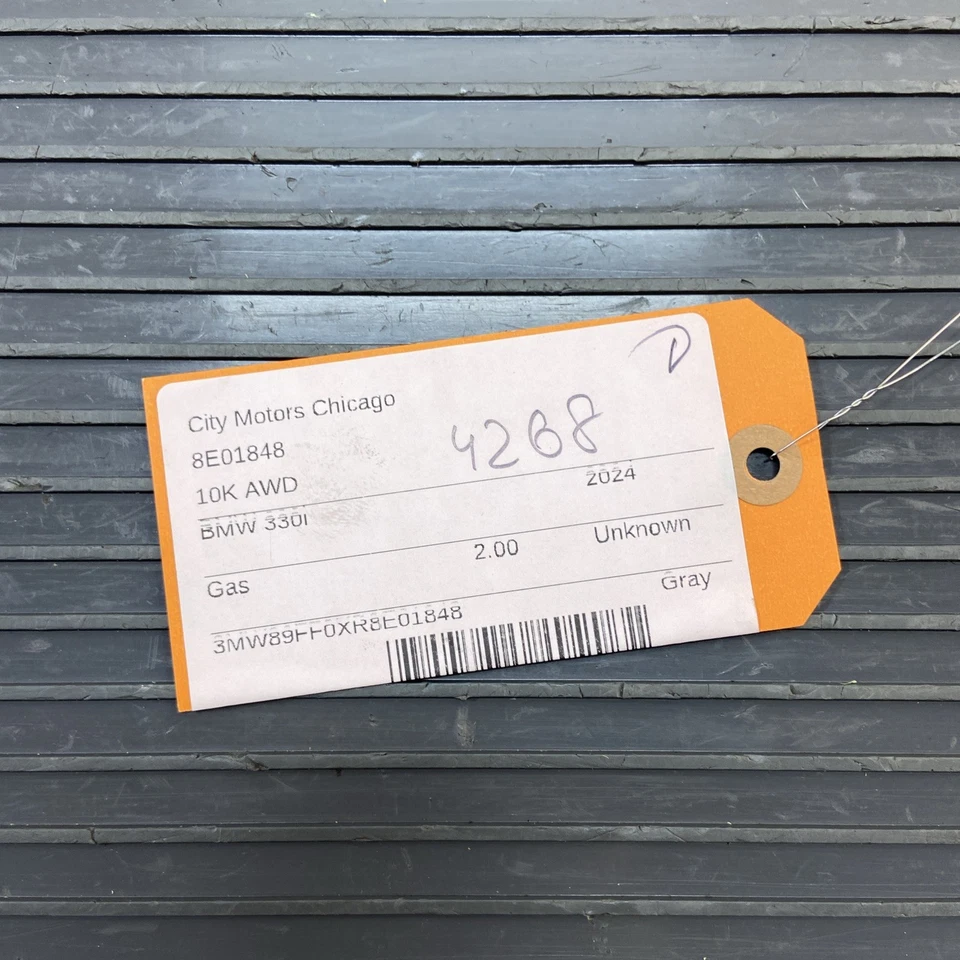 City Motors Chicago
8E01848
10K AWD
4268
D
BMW 330i
2024
Gas
2.00
Unknown
3MW89FF0XR8E01848
Gray